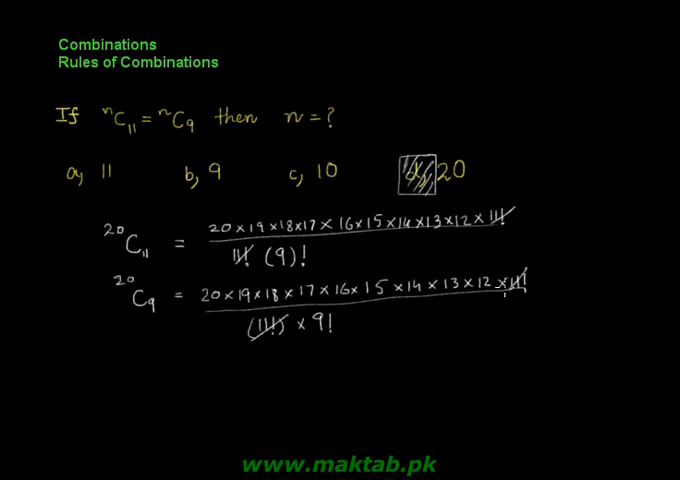 Combinations
Rules of Combinations
If ⁿC₁₁ = ⁿC₉ then n = ?
a, 11 b, 9 c, 10 d, 20
²⁰C₁₁ = 20 × 19 × 18 × 17 × 16 × 15 × 14 × 13 × 12 × 11!
11! (9)!
²⁰C₉ = 20 × 19 × 18 × 17 × 16 × 15 × 14 × 13 × 12 × 11!
(11!) × 9!
www.maktab.pk